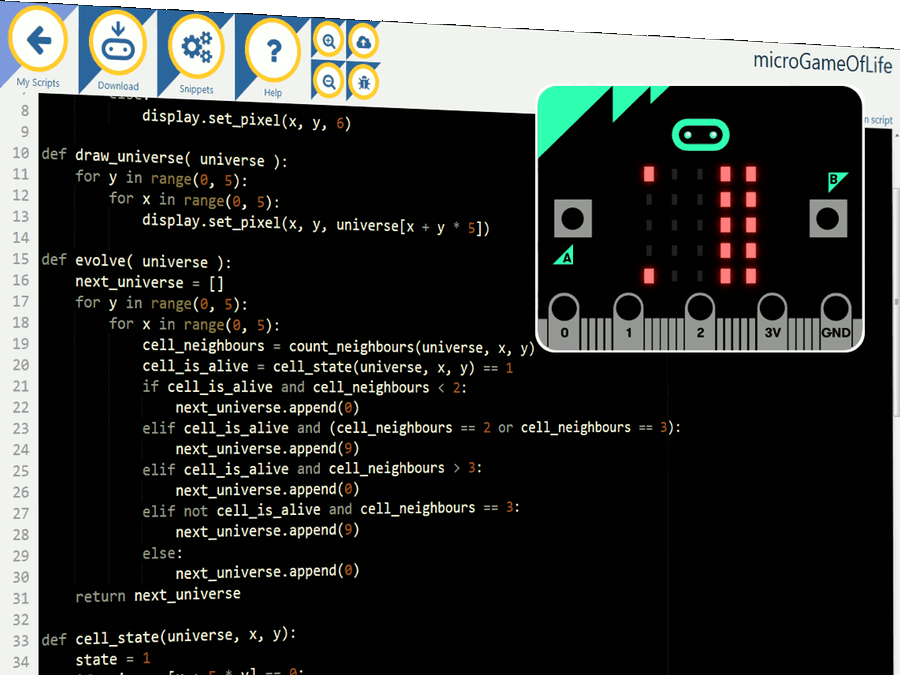 My Scripts
Download
Snippets
Help
microGameOfLife
n script
8 display.set_pixel(x, y, 6)
9
10 def draw_universe( universe ):
11 for y in range(0, 5):
12 for x in range(0, 5):
13 display.set_pixel(x, y, universe[x + y * 5])
14
15 def evolve( universe ):
16 next_universe = []
17 for y in range(0, 5):
18 for x in range(0, 5):
19 cell_neighbours = count_neighbours(universe, x, y)
20 cell_is_alive = cell_state(universe, x, y) == 1
21 if cell_is_alive and cell_neighbours < 2:
22 next_universe.append(0)
23 elif cell_is_alive and (cell_neighbours == 2 or cell_neighbours == 3):
24 next_universe.append(9)
25 elif cell_is_alive and cell_neighbours > 3:
26 next_universe.append(0)
27 elif not cell_is_alive and cell_neighbours == 3:
28 next_universe.append(9)
29 else:
30 next_universe.append(0)
31 return next_universe
32
33 def cell_state(universe, x, y):
34 state = 1
A
B
0 1 2 3V GND